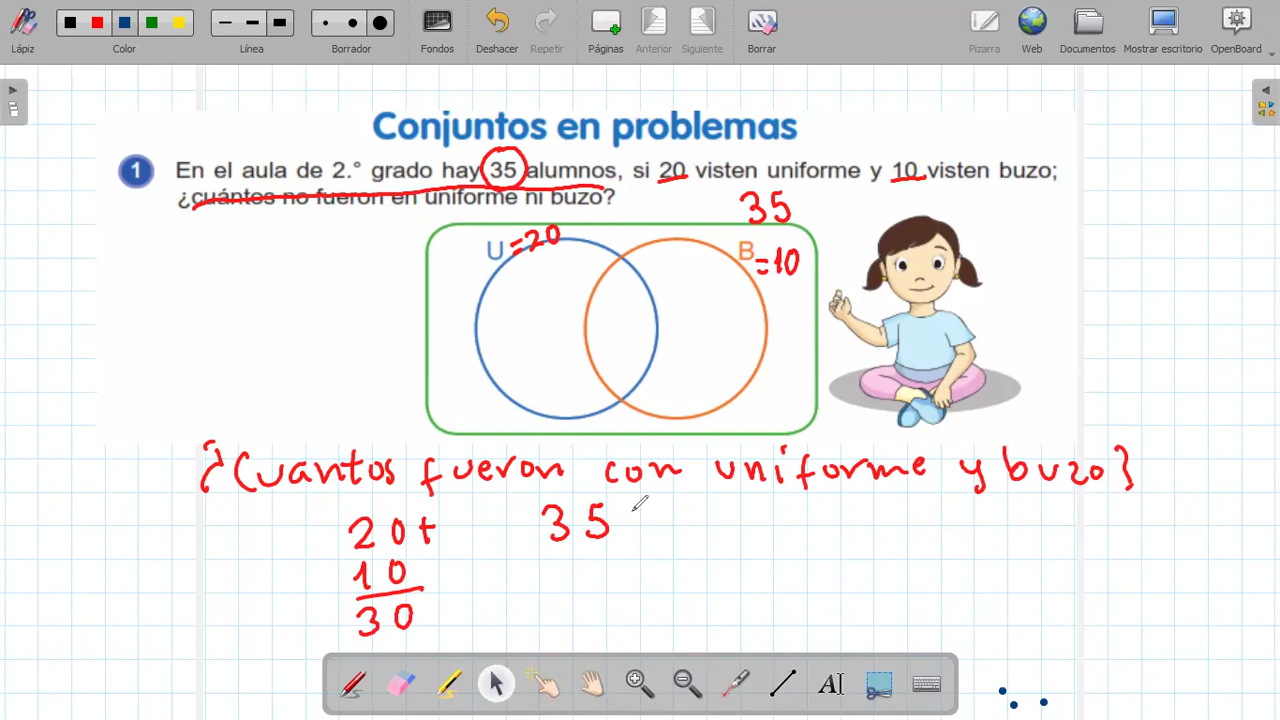 Lápiz Color Línea Borrador Fondos Deshacer Repetir Páginas Anterior Siguiente Borrar Pizarra Web Documentos Mostrar escritorio OpenBoard
Conjuntos en problemas
1 En el aula de 2.° grado hay 35 alumnos, si 20 visten uniforme y 10 visten buzo;
¿cuántos no fueron en uniforme ni buzo?
35
U =20
B
=10
¿Cuantos fueron con uniforme y buzo?
20+ 35
10
30
AI